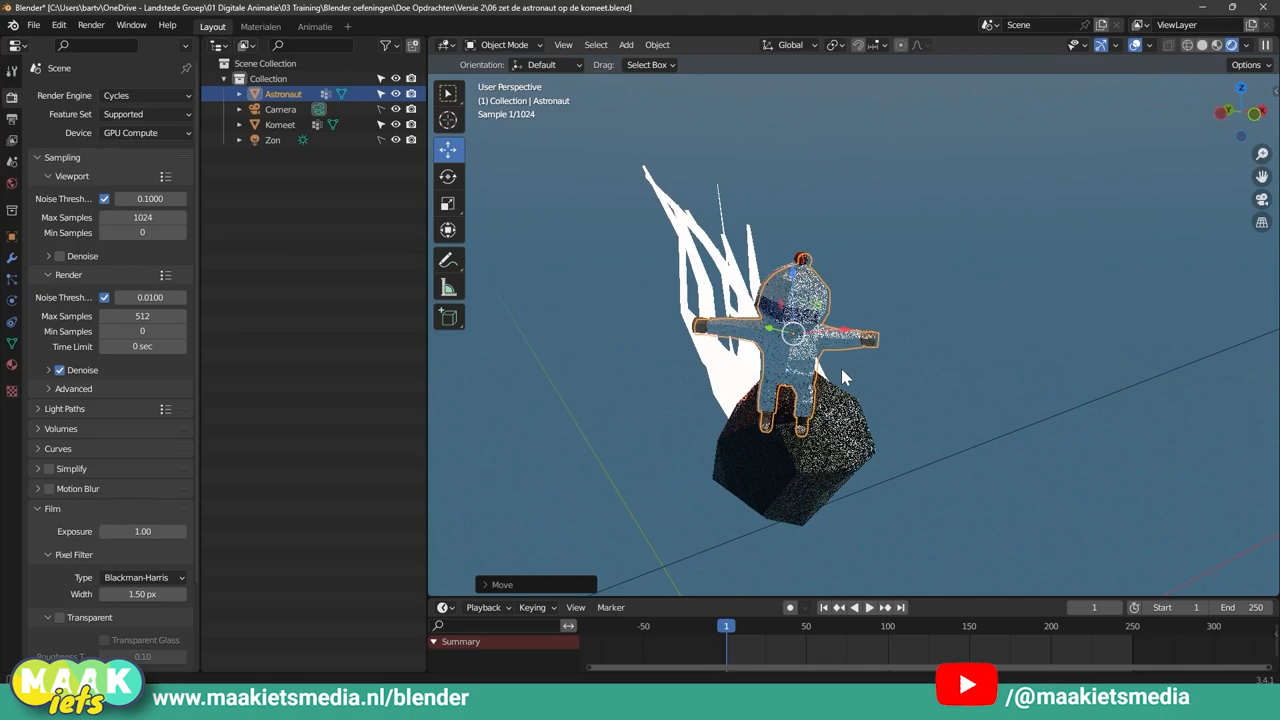 Blender* [C:\Users\bartv\OneDrive - Landstede Groep\01 Digitale Animatie\03 Training\Blender oefeningen\Doe Opdrachten\Versie 2\06 zet de astronaut op de komeet.blend]
File Edit Render Window Help Layout Materialen Animatie + Scene ViewLayer
Object Mode View Select Add Object Global
Orientation: Default Drag: Select Box Options
Scene
Render Engine Cycles
Feature Set Supported
Device GPU Compute
Sampling
Viewport
Noise Thresh... 0.1000
Max Samples 1024
Min Samples 0
Denoise
Render
Noise Thresh... 0.0100
Max Samples 512
Min Samples 0
Time Limit 0 sec
Denoise
Advanced
Light Paths
Volumes
Curves
Simplify
Motion Blur
Film
Exposure 1.00
Pixel Filter
Type Blackman-Harris
Width 1.50 px
Transparent
Transparent Glass
Roughness T... 0.10
Scene Collection
Collection
Astronaut
Camera
Komeet
Zon
User Perspective
(1) Collection | Astronaut
Sample 1/1024
Z
Y X
Move
Playback Keying View Marker 1 Start 1 End 250
-50 1 50 100 150 200 250 300
Summary
3.4.1
MAAK
iets
www.maakietsmedia.nl/blender
/@maakietsmedia